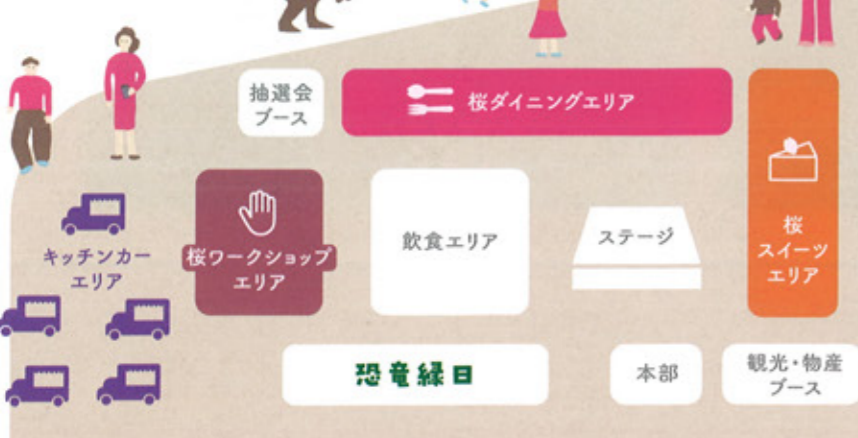 抽選会
ブース
桜ダイニングエリア
キッチンカー
エリア
桜ワークショップ
エリア
飲食エリア
ステージ
桜
スイーツ
エリア
恐竜縁日
本部
観光・物産
ブース